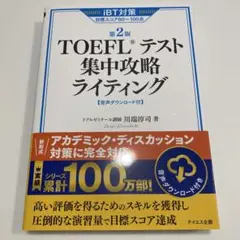 iBT対策
目標スコア80〜100点
第2版
TOEFL®テスト
集中攻略
ライティング
【音声ダウンロード付】
トフルゼミナール講師 川端淳司 著
新形式
アカデミック・ディスカッション
対策に完全対応
シリーズ
累計100万部!
音声ダウンロード付き
高い評価を得るためのスキルを獲得し
圧倒的な演習量で目標スコア達成
テイエス企画